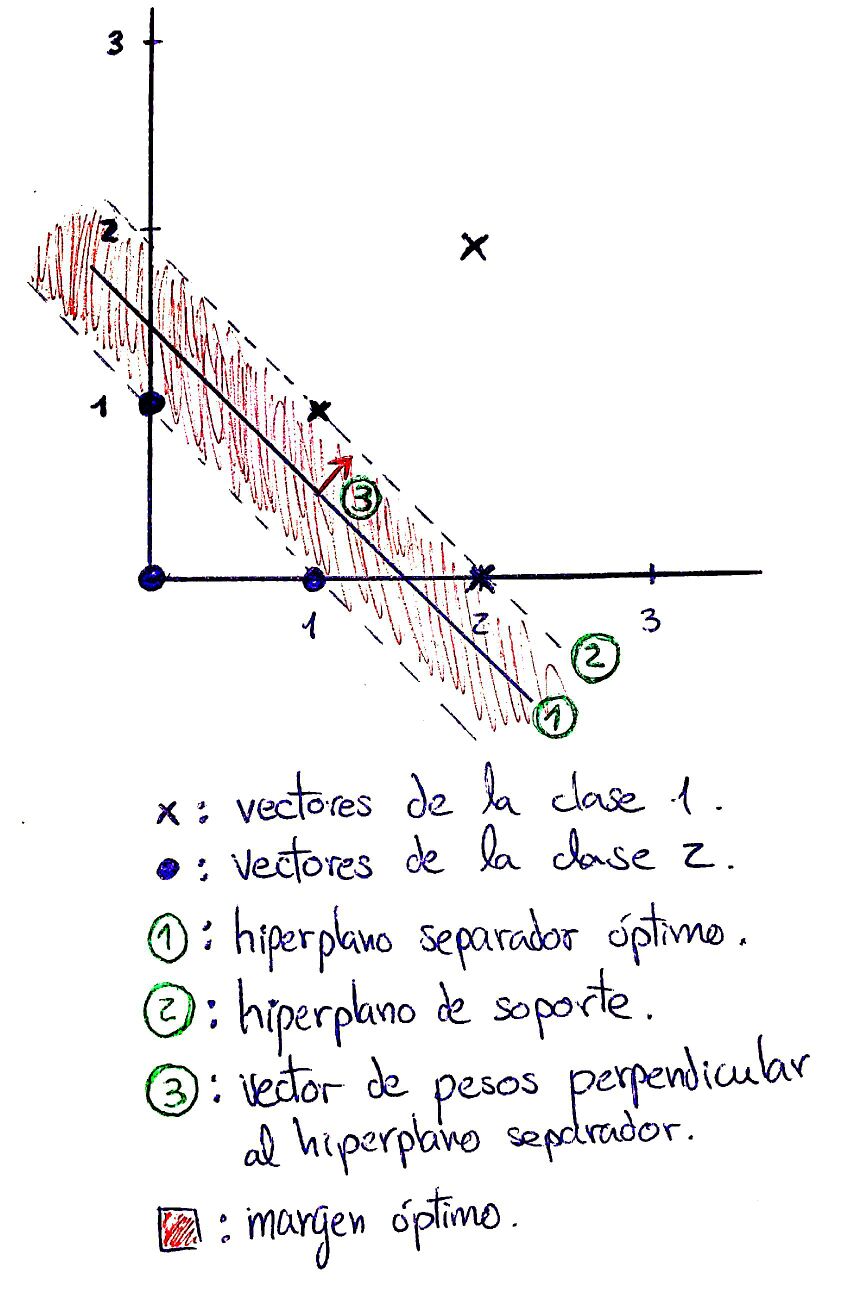 3
2
1
③
1
2
3
②
①
x : vectores de la clase 1.
● : vectores de la clase 2.
① : hiperplano separador óptimo.
② : hiperplano de soporte.
③ : vector de pesos perpendicular
al hiperplano separador.
: margen óptimo.